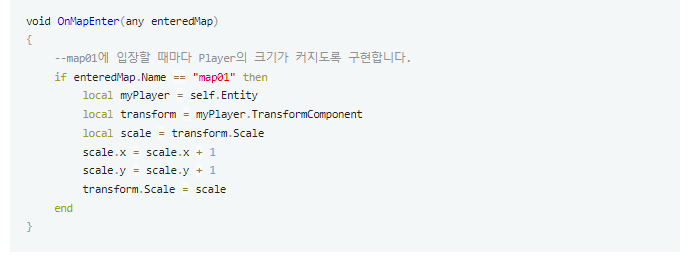 void OnMapEnter(any enteredMap)
{
    --map01에 입장할 때마다 Player의 크기가 커지도록 구현합니다.
    if enteredMap.Name == "map01" then
        local myPlayer = self.Entity
        local transform = myPlayer.TransformComponent
        local scale = transform.Scale
        scale.x = scale.x + 1
        scale.y = scale.y + 1
        transform.Scale = scale
    end
}